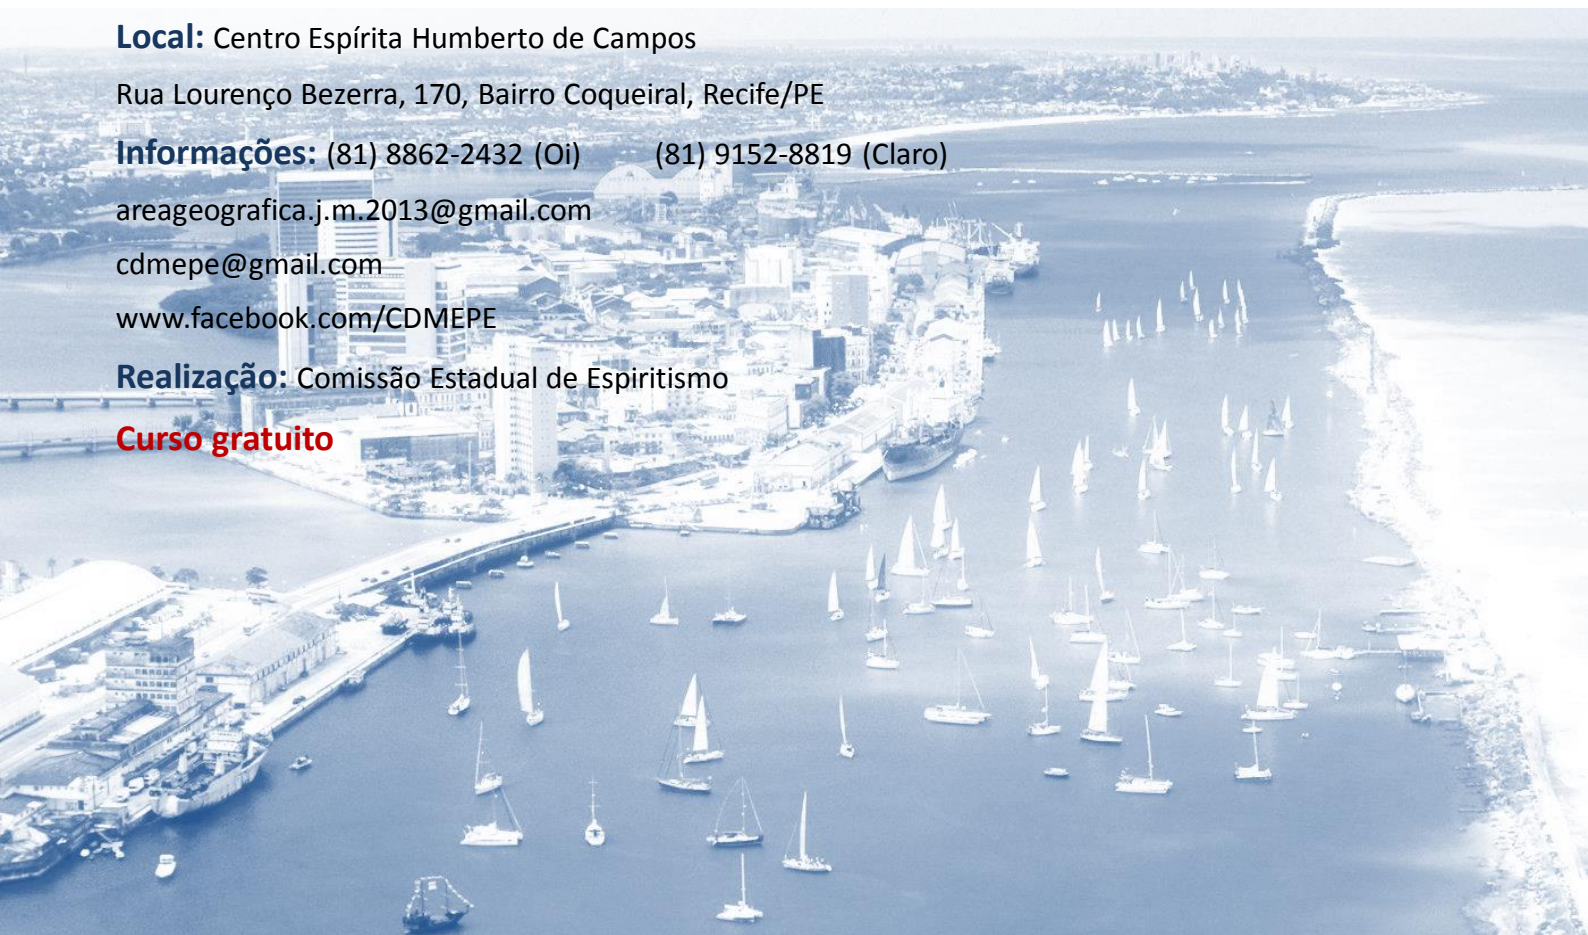 Local: Centro Espírita Humberto de Campos
Rua Lourenço Bezerra, 170, Bairro Coqueiral, Recife/PE
Informações: (81) 8862-2432 (Oi) (81) 9152-8819 (Claro)
areageografica.j.m.2013@gmail.com
cdmepe@gmail.com
www.facebook.com/CDMEPE
Realização: Comissão Estadual de Espiritismo
Curso gratuito